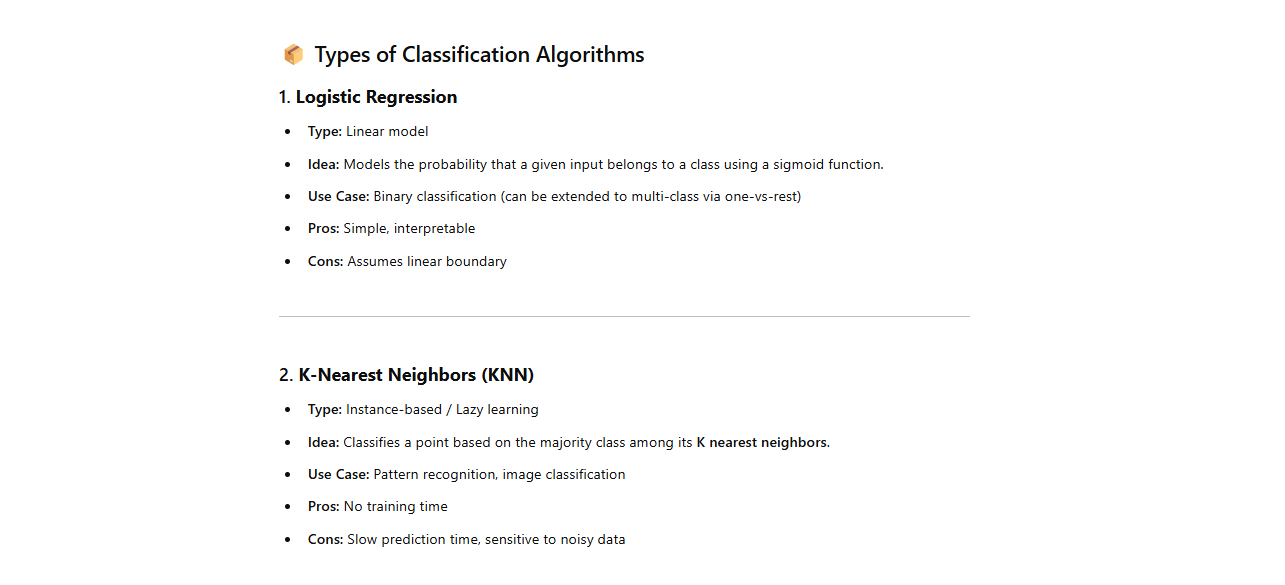 📦 Types of Classification Algorithms
1. Logistic Regression
• Type: Linear model
• Idea: Models the probability that a given input belongs to a class using a sigmoid function.
• Use Case: Binary classification (can be extended to multi-class via one-vs-rest)
• Pros: Simple, interpretable
• Cons: Assumes linear boundary
2. K-Nearest Neighbors (KNN)
• Type: Instance-based / Lazy learning
• Idea: Classifies a point based on the majority class among its K nearest neighbors.
• Use Case: Pattern recognition, image classification
• Pros: No training time
• Cons: Slow prediction time, sensitive to noisy data